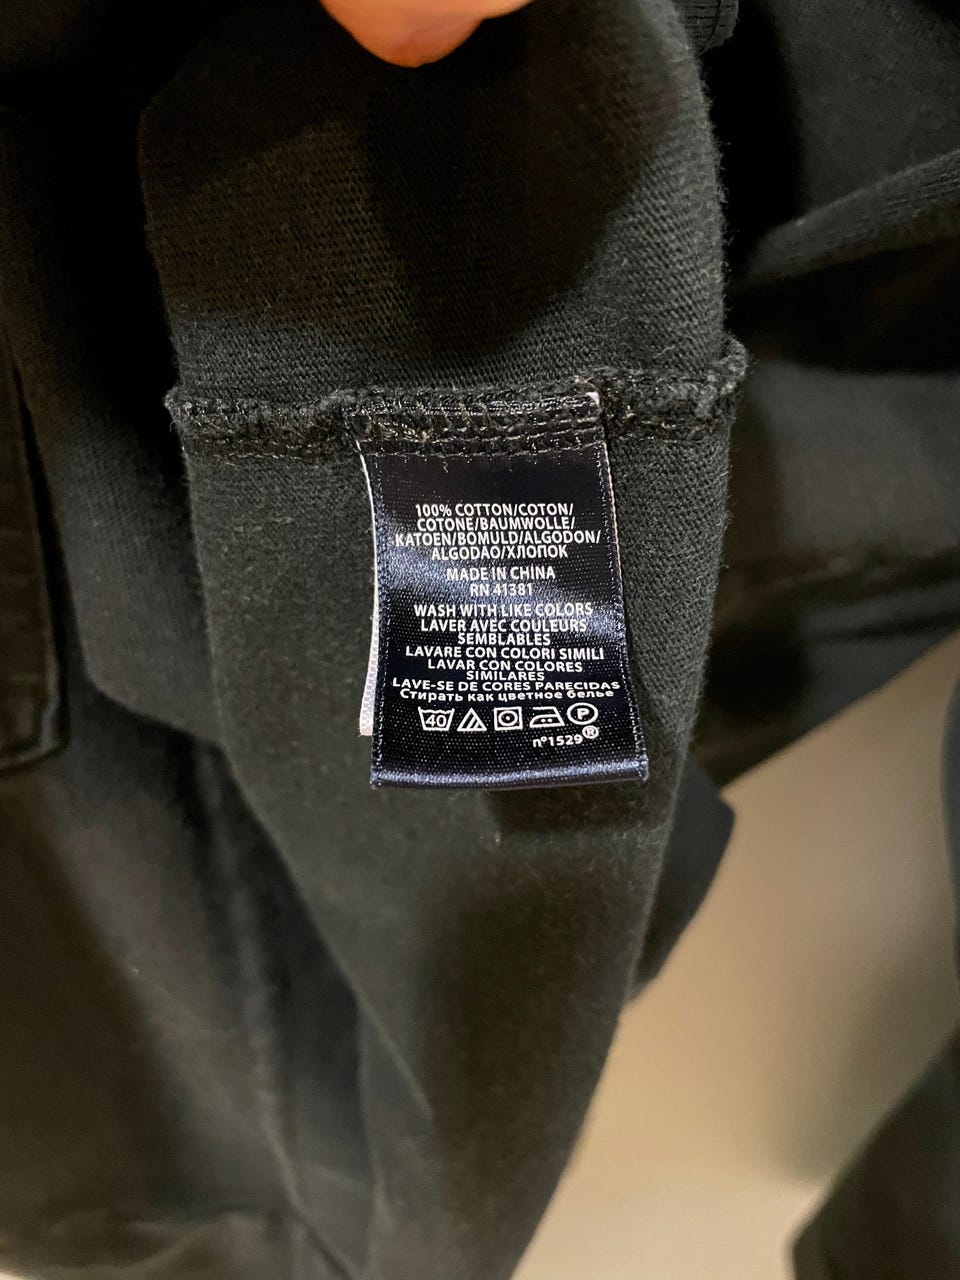 100% COTTON/COTON/
COTONE/BAUMWOLLE/
KATOEN/BOMULD/ALGODON/
ALGODAO/ХЛОПОК
MADE IN CHINA
RN 41381
WASH WITH LIKE COLORS
LAVER AVEC COULEURS
SEMBLABLES
LAVARE CON COLORI SIMILI
LAVAR CON COLORES
SIMILARES
LAVE-SE DE CORES PARECIDAS
Стирать как цветное белье
40 P
nº1529®